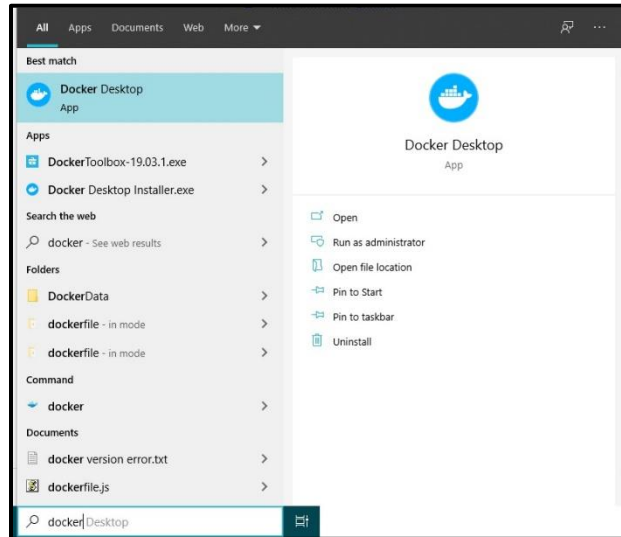 All Apps Documents Web More
Best match
Docker Desktop
App
Apps
DockerToolbox-19.03.1.exe
Docker Desktop Installer.exe
Search the web
docker - See web results
Folders
DockerData
dockerfile - in mode
dockerfile - in mode
Command
docker
Documents
docker version error.txt
dockerfile.js
docker Desktop
Docker Desktop
App
Open
Run as administrator
Open file location
Pin to Start
Pin to taskbar
Uninstall